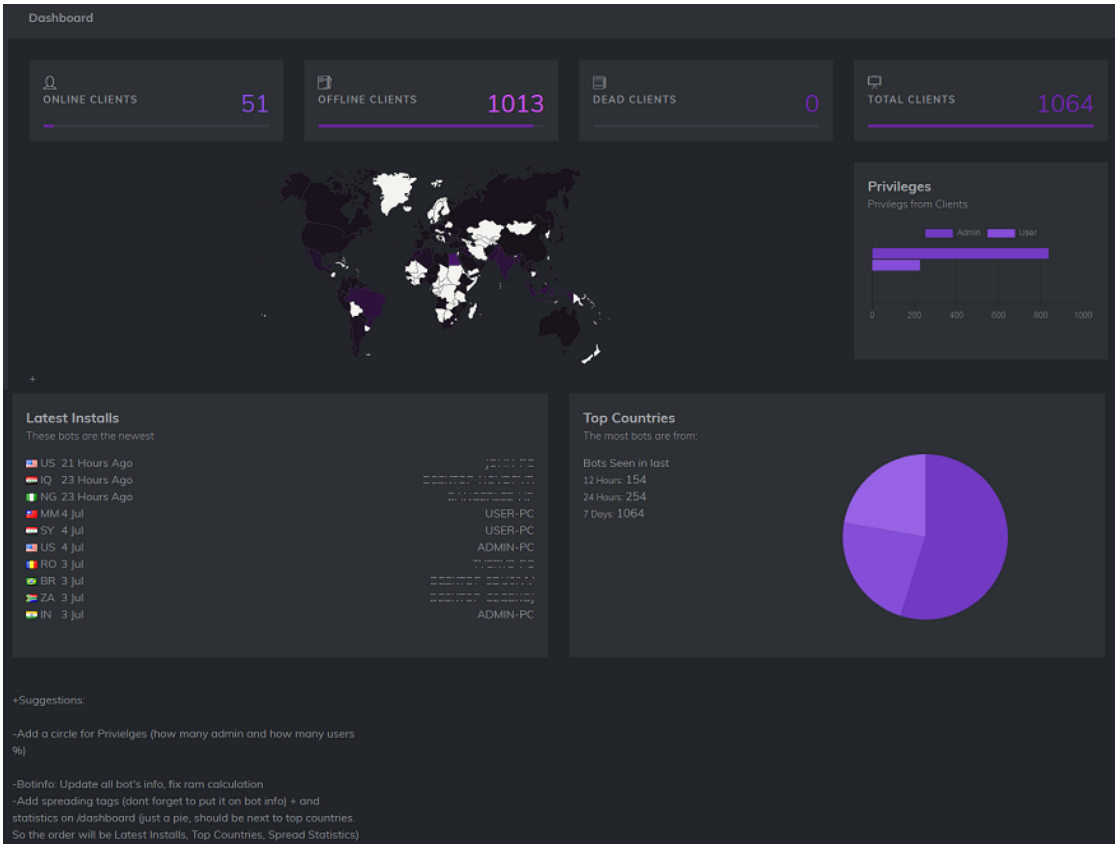 Dashboard
ONLINE CLIENTS
51
OFFLINE CLIENTS
1013
DEAD CLIENTS
0
TOTAL CLIENTS
1064
Privileges
Privilegs from Clients
Admin User
0 200 400 600 800 1000
+
Latest Installs
These bots are the newest
US 21 Hours Ago
IQ 23 Hours Ago
NG 23 Hours Ago
MM 4 Jul USER-PC
SY 4 Jul USER-PC
US 4 Jul ADMIN-PC
RO 3 Jul
BR 3 Jul
ZA 3 Jul
IN 3 Jul ADMIN-PC
Top Countries
The most bots are from:
Bots Seen in last
12 Hours: 154
24 Hours: 254
7 Days: 1064
+Suggestions:
-Add a circle for Privielges (how many admin and how many users
%)
-Botinfo: Update all bot's info, fix ram calculation
-Add spreading tags (dont forget to put it on bot info) + and
statistics on /dashboard (just a pie, should be next to top countries.
So the order will be Latest Installs, Top Countries, Spread Statistics)